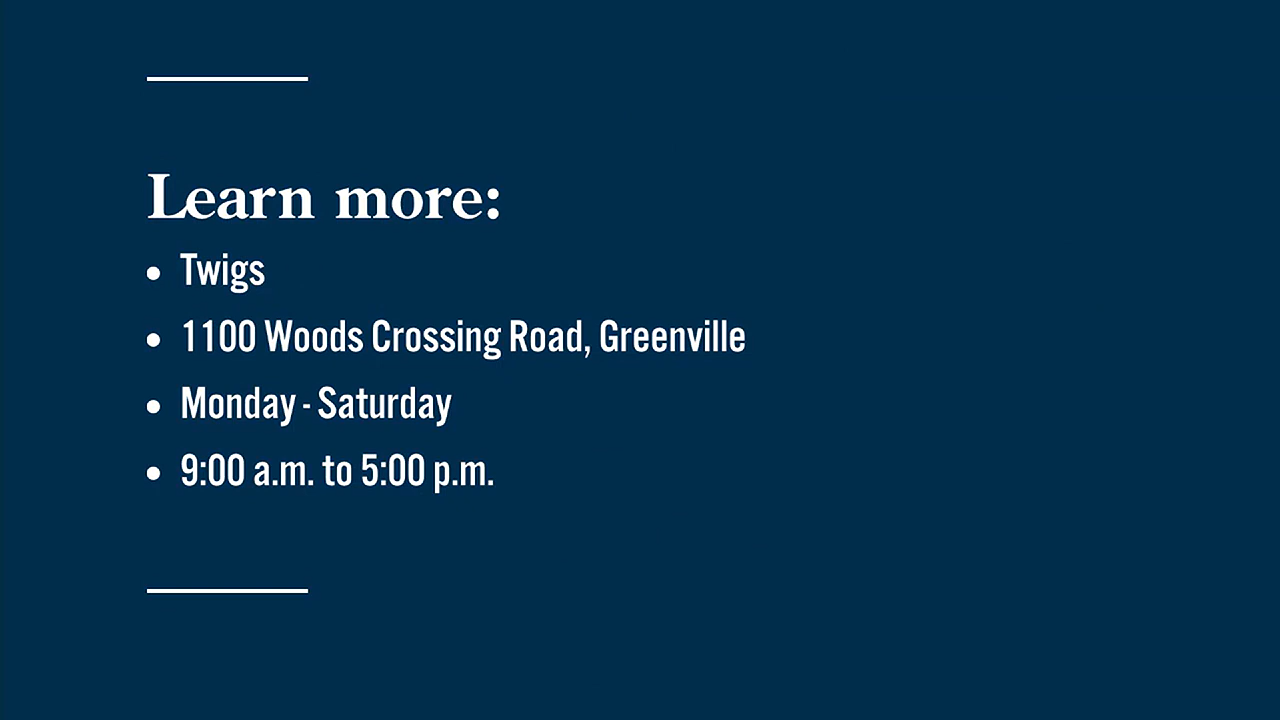 Learn more:
• Twigs
• 1100 Woods Crossing Road, Greenville
• Monday - Saturday
• 9:00 a.m. to 5:00 p.m.